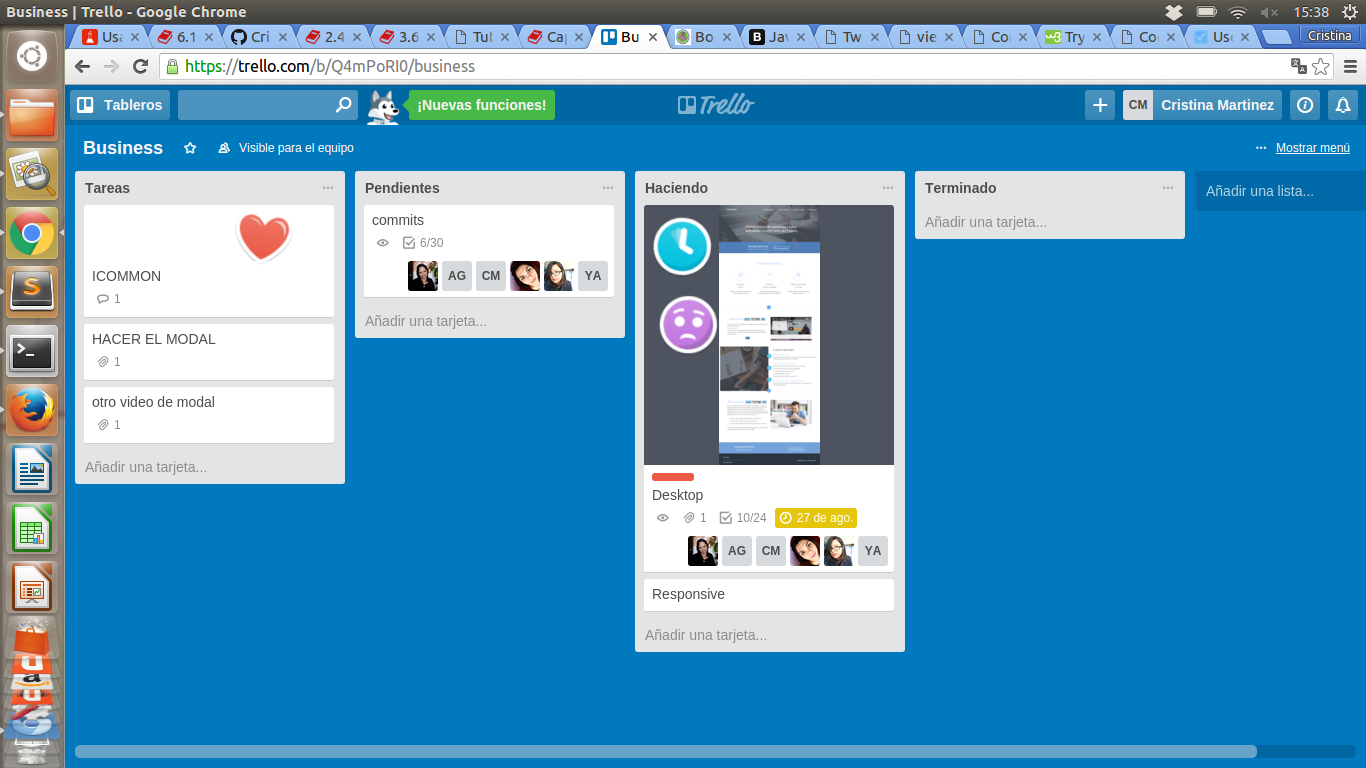 Business | Trello - Google Chrome
15:38
Usa
6.1
Cri
2.4
3.6
Tut
Cap
Bu
Bo
Jav
Tw
vie
Co
Try
Co
Use
Cristina
https://trello.com/b/Q4mPoRI0/business
Tableros
¡Nuevas funciones!
Trello
CM
Cristina Martinez
Business
Visible para el equipo
Mostrar menú
Tareas
ICOMMON
1
HACER EL MODAL
1
otro video de modal
1
Añadir una tarjeta...
Pendientes
commits
6/30
AG
CM
YA
Añadir una tarjeta...
Haciendo
Desktop
1
10/24
27 de ago.
AG
CM
YA
Responsive
Añadir una tarjeta...
Terminado
Añadir una tarjeta...
Añadir una lista...